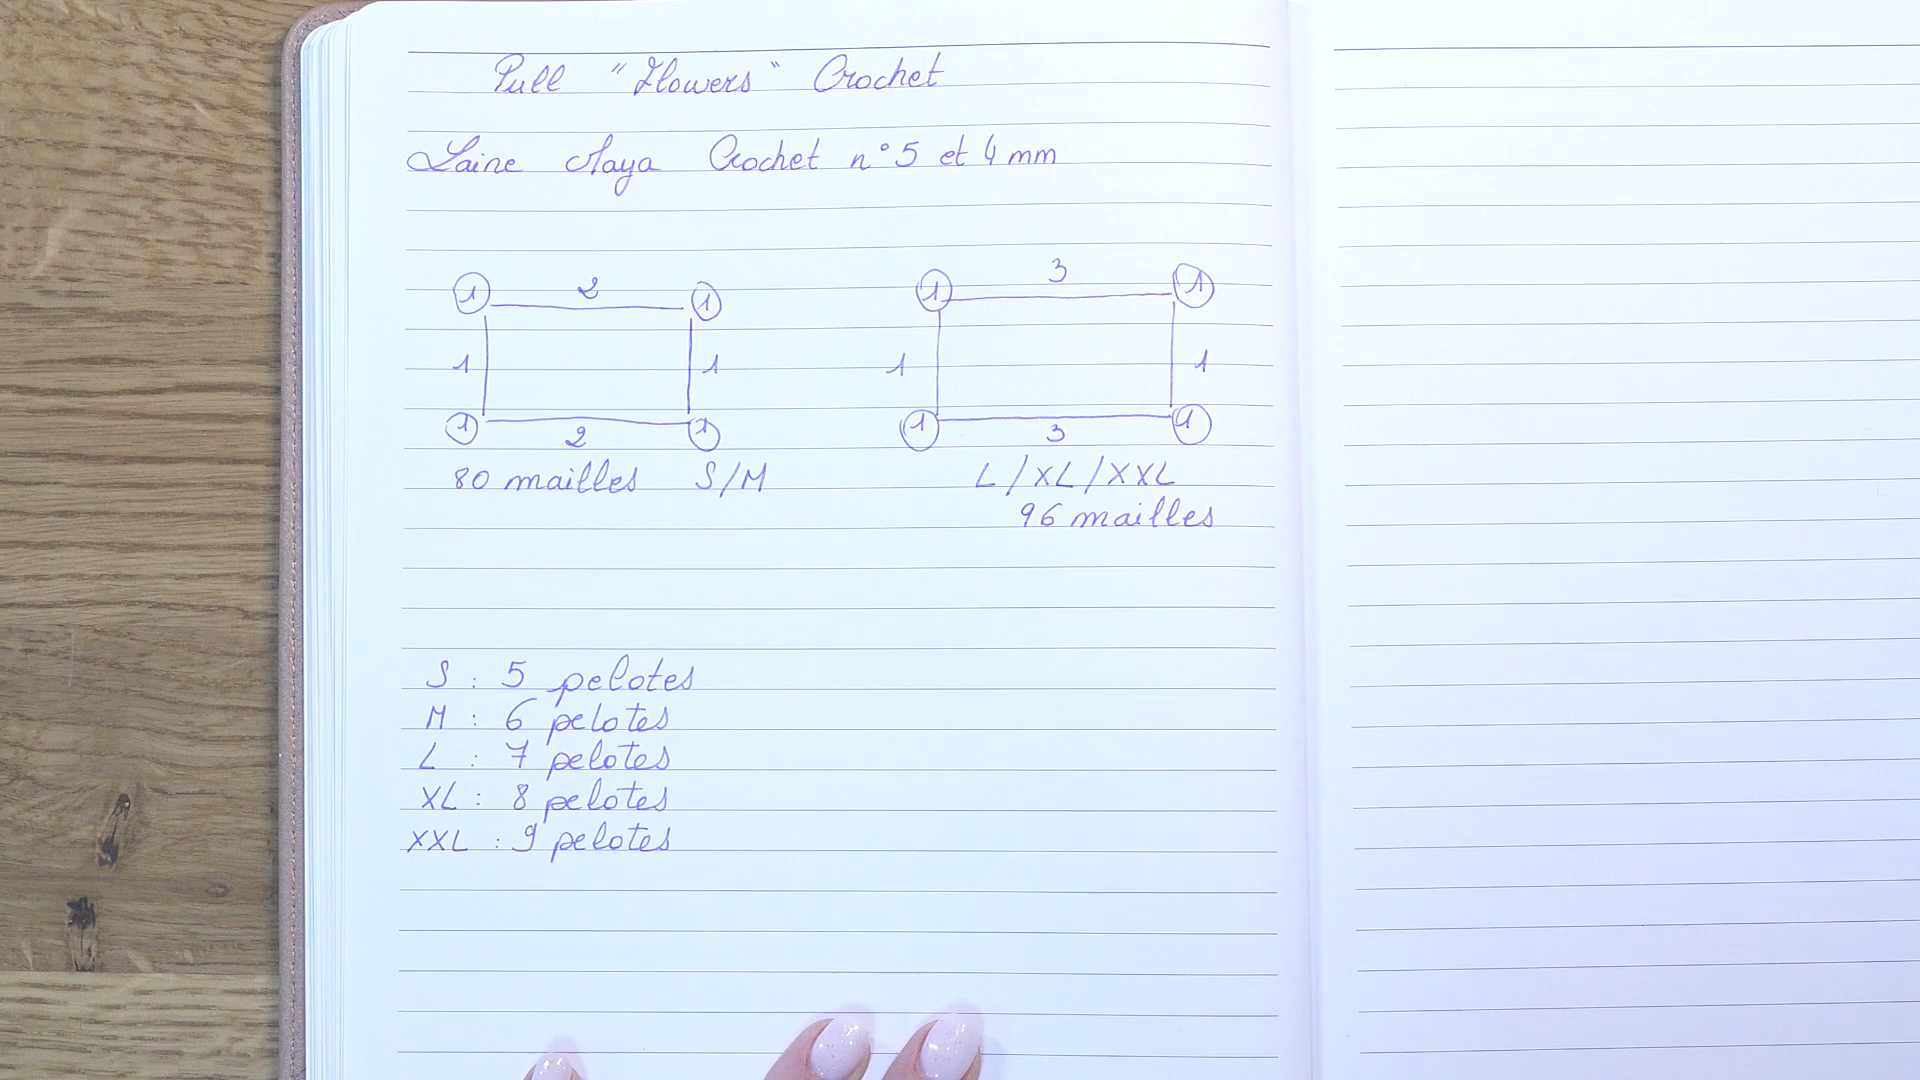 Pull "Flowers" Crochet
Laine Maya Crochet n°5 et 4 mm
1 2 1
1 1
1 2 1
80 mailles S/M
1 3 1
1 1
1 3 1
L/XL/XXL
96 mailles
S : 5 pelotes
M : 6 pelotes
L : 7 pelotes
XL : 8 pelotes
XXL : 9 pelotes